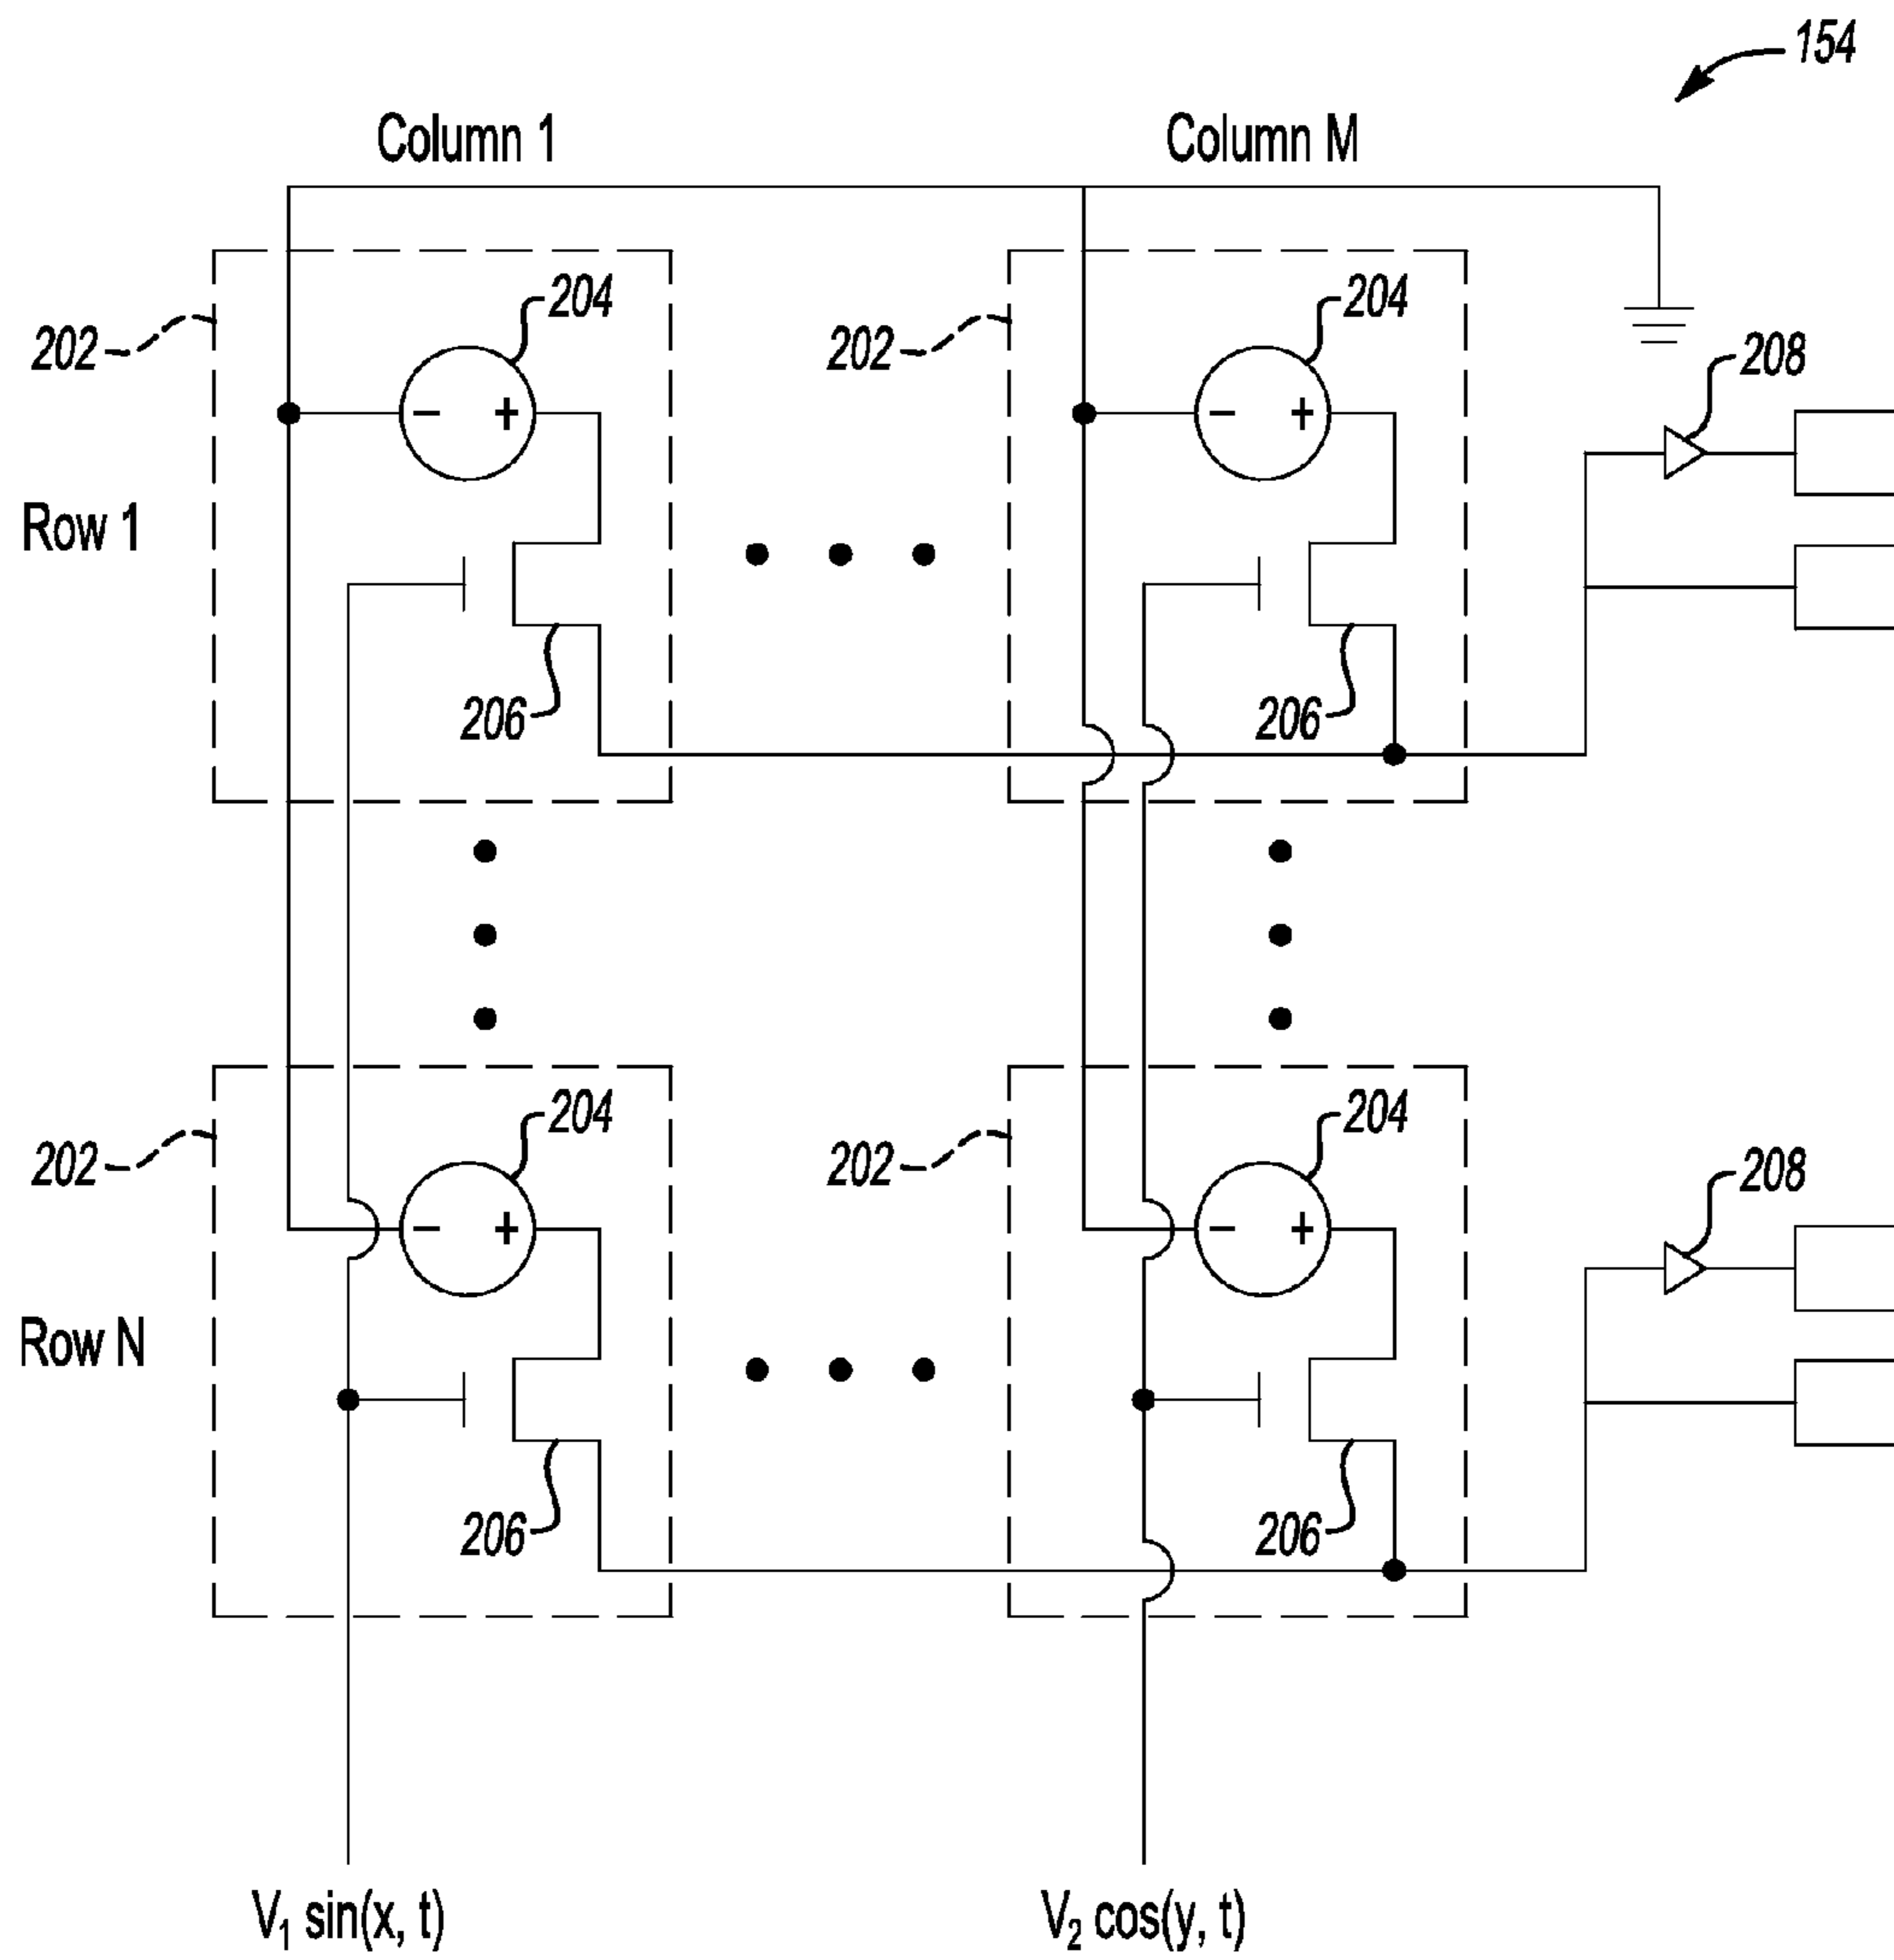 154
Column 1 Column M
204 204
202 202
208
− + − +
Row 1
206 206
204 204
202 202
208
− + − +
Row N
206 206
V₁ sin(x, t) V₂ cos(y, t)